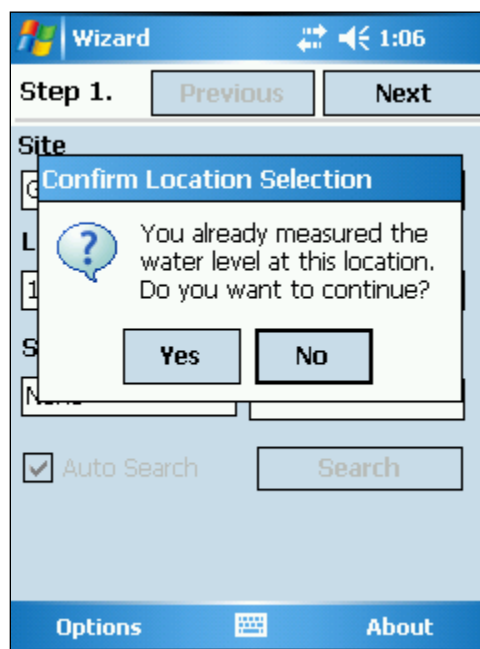 Wizard 1:06
Step 1. Previous Next
Site
Confirm Location Selection
You already measured the
water level at this location.
Do you want to continue?
Yes No
Auto Search Search
Options About